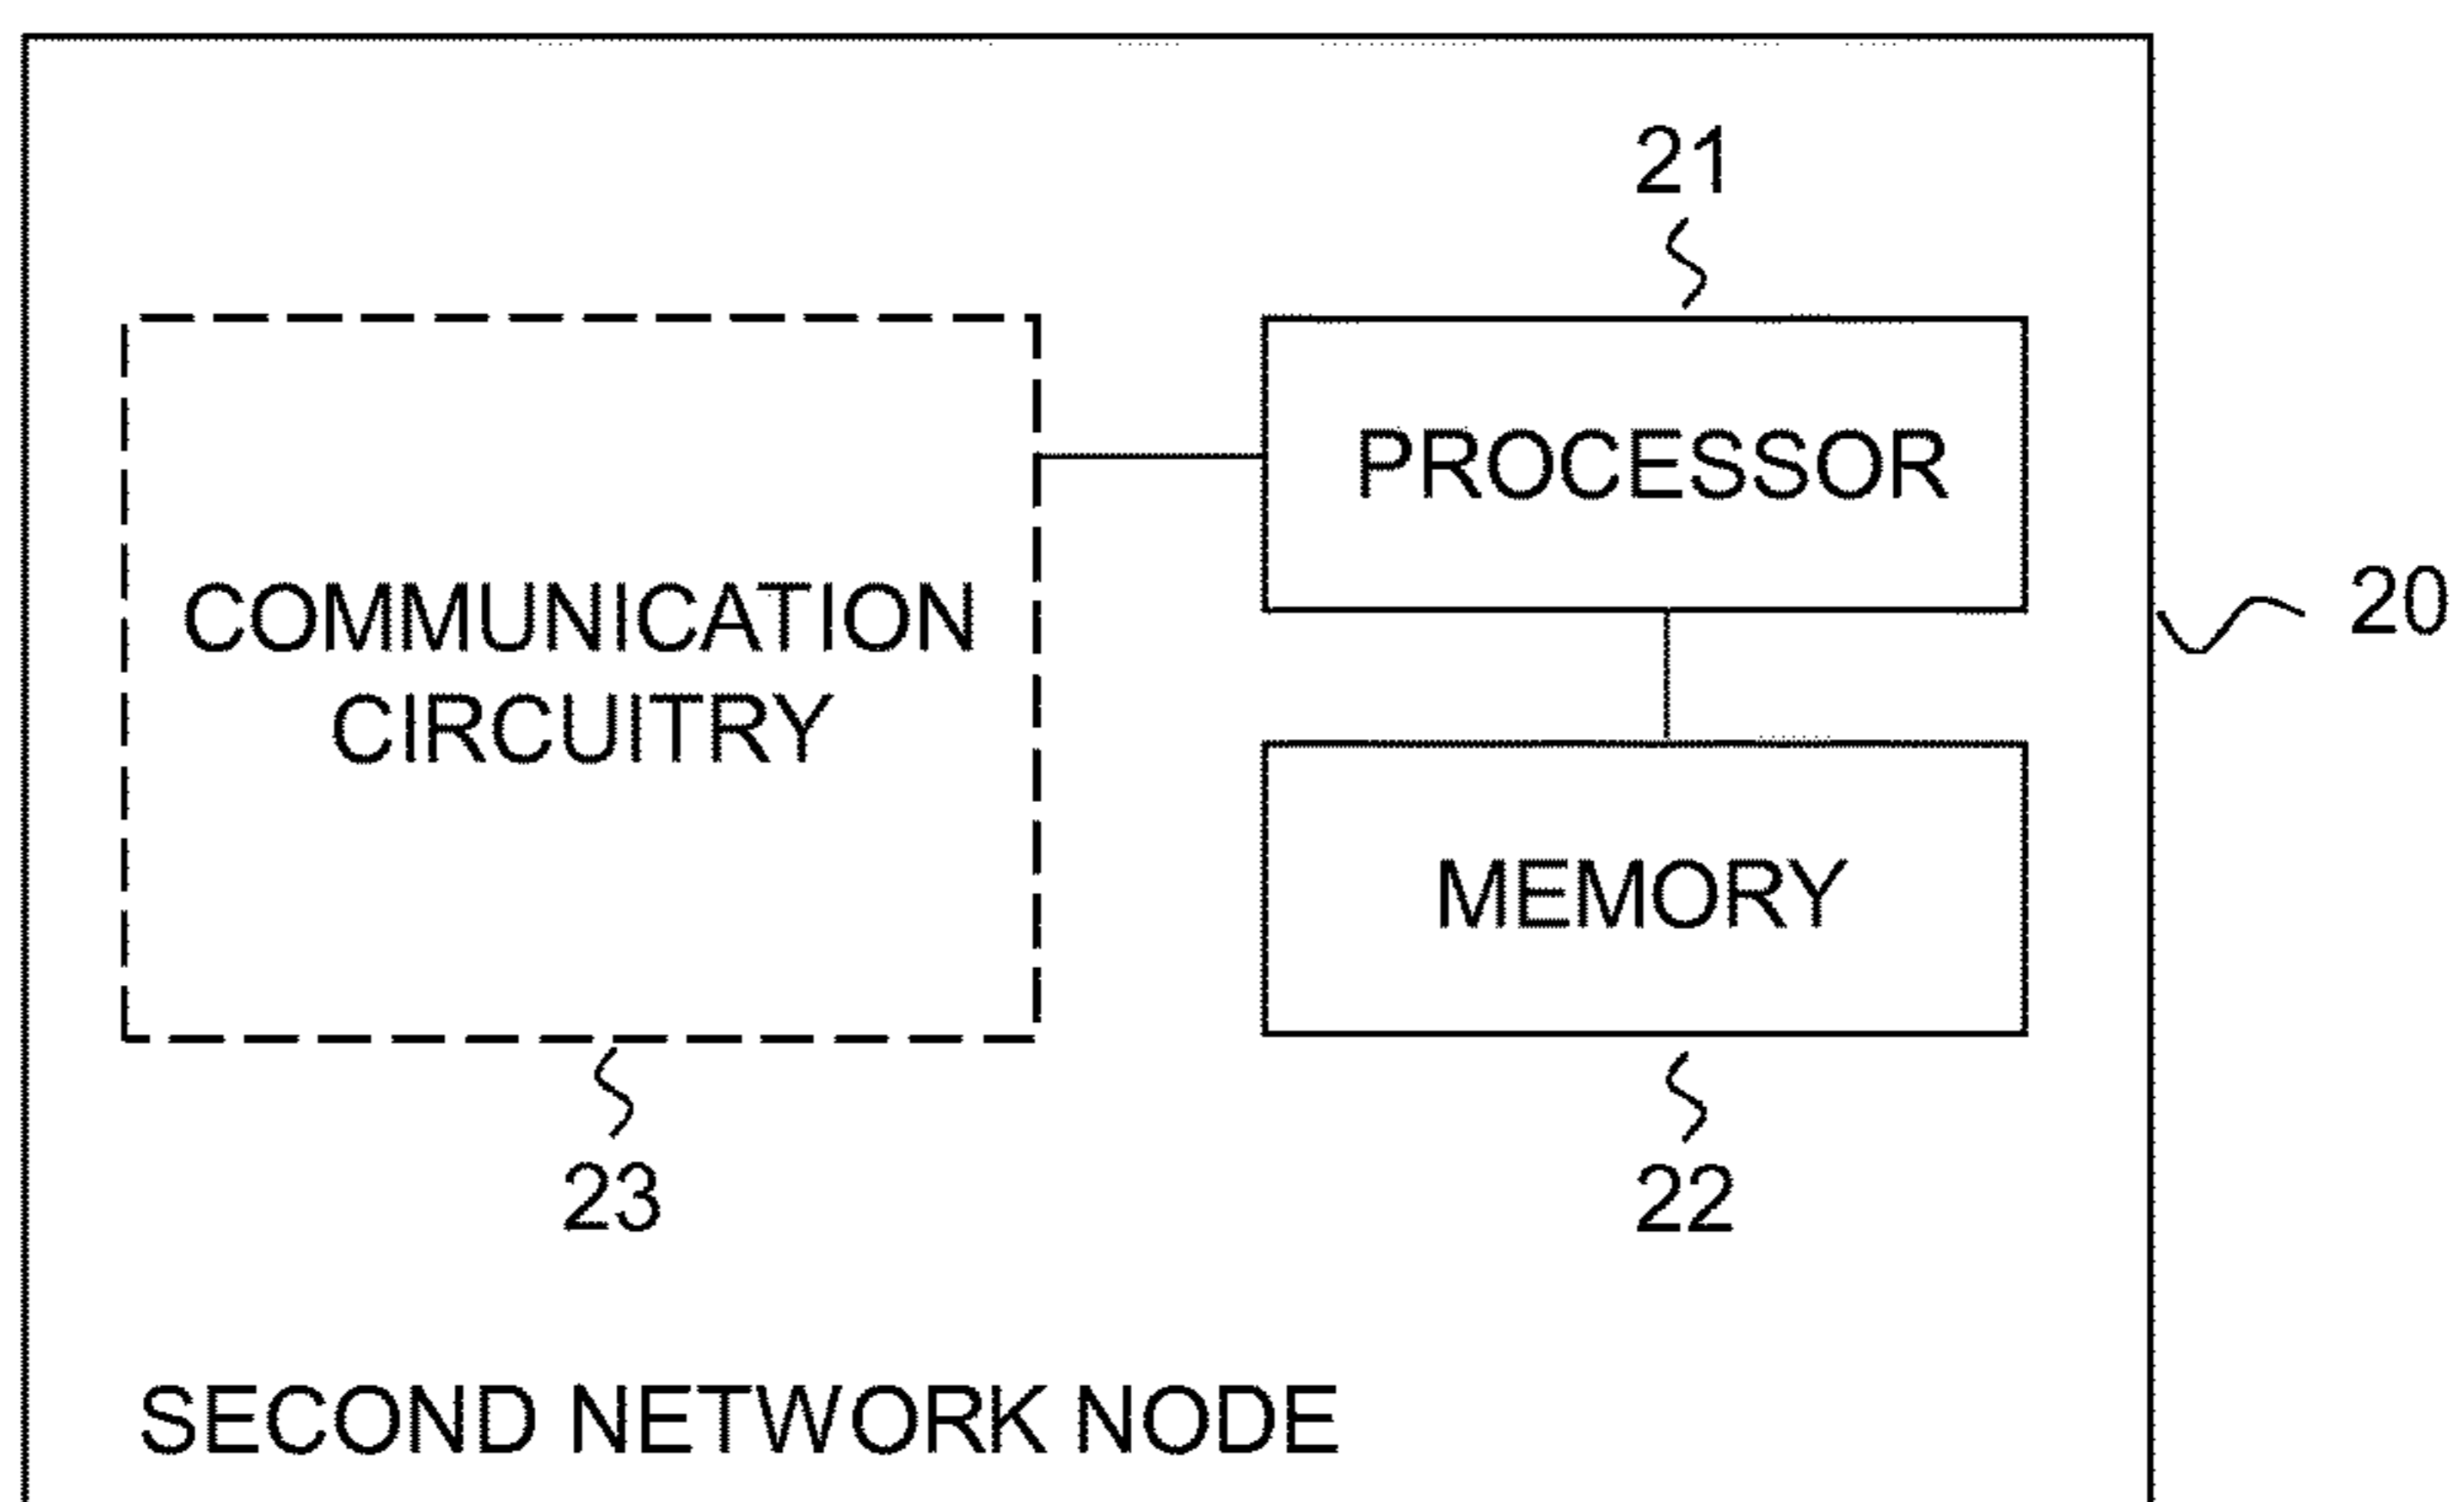 21
PROCESSOR
COMMUNICATION
CIRCUITRY
20
MEMORY
23
22
SECOND NETWORK NODE